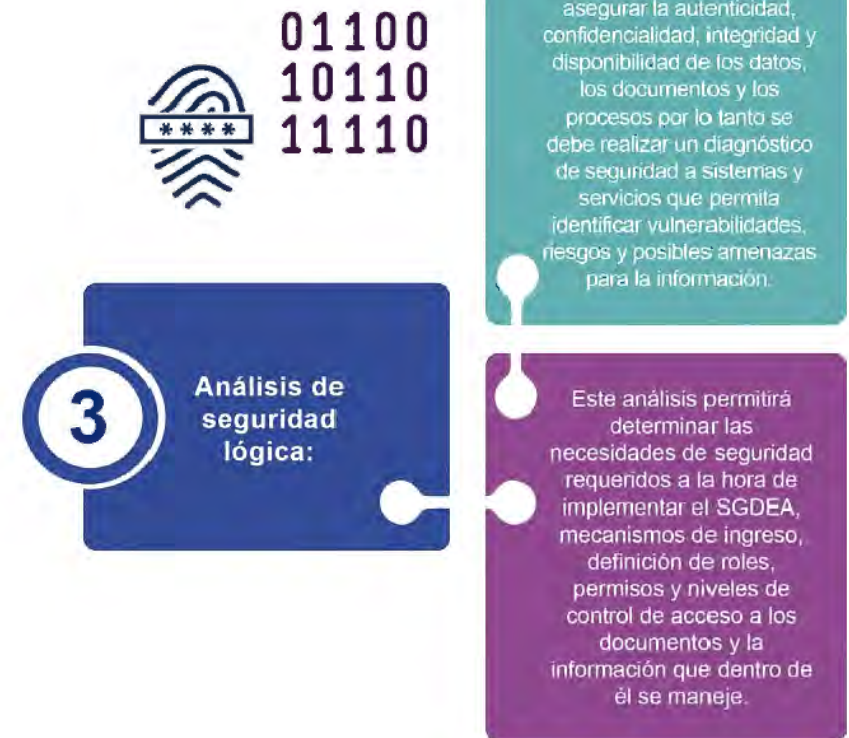 01100
10110
11110
****
asegurar la autenticidad,
confidencialidad, integridad y
disponibilidad de los datos,
los documentos y los
procesos por lo tanto se
debe realizar un diagnóstico
de seguridad a sistemas y
servicios que permita
identificar vulnerabilidades,
riesgos y posibles amenazas
para la información.
3
Análisis de
seguridad
lógica:
Este análisis permitirá
determinar las
necesidades de seguridad
requeridos a la hora de
implementar el SGDEA,
mecanismos de ingreso,
definición de roles,
permisos y niveles de
control de acceso a los
documentos y la
información que dentro de
él se maneje.